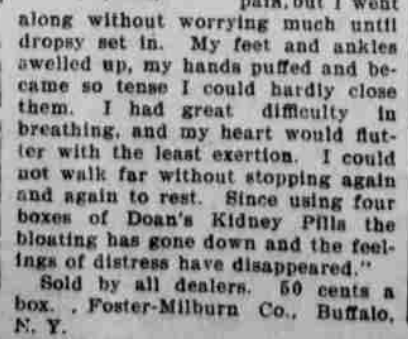 pain, but I went
along without worrying much until
dropsy set in. My feet and ankles
swelled up, my hands puffed and be-
came so tense I could hardly close
them. I had great difficulty in
breathing, and my heart would flut-
ter with the least exertion. I could
not walk far without stopping again
and again to rest. Since using four
boxes of Doan's Kidney Pills the
bloating has gone down and the feel-
ings of distress have disappeared."
Sold by all dealers. 50 cents a
box. . Foster-Milburn Co., Buffalo,
N. Y.